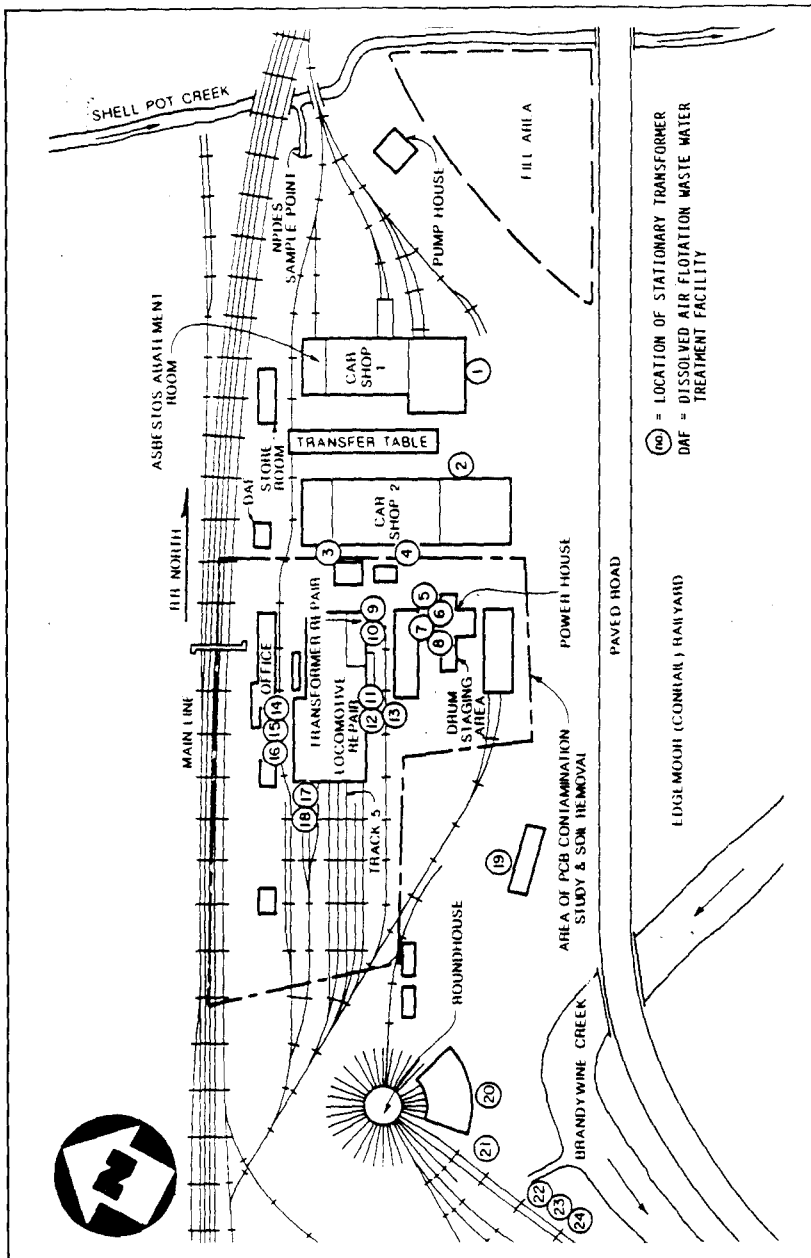 SHELL POT CREEK
NPDES
SAMPLE POINT
PUMP HOUSE
FILL AREA
ASBESTOS ABATEMENT
ROOM
CAR
SHOP
1
1
TRANSFER TABLE
STORE
ROOM
DAF
CAR
SHOP 2
2
RR NORTH
3
4
MAIN LINE
OFFICE
TRANSFORMER REPAIR
LOCOMOTIVE
REPAIR
9
10
11
12
13
5
6
7
8
POWER HOUSE
DRUM
STAGING
AREA
14
15
16
17
18
TRACK 5
19
AREA OF PCB CONTAMINATION
STUDY & SOIL REMOVAL
ROUNDHOUSE
20
21
22
23
24
BRANDYWINE CREEK
PAVED ROAD
EDGEMOOR (CONRAIL) RAILYARD
no. = LOCATION OF STATIONARY TRANSFORMER
DAF = DISSOLVED AIR FLOTATION WASTE WATER
TREATMENT FACILITY
N